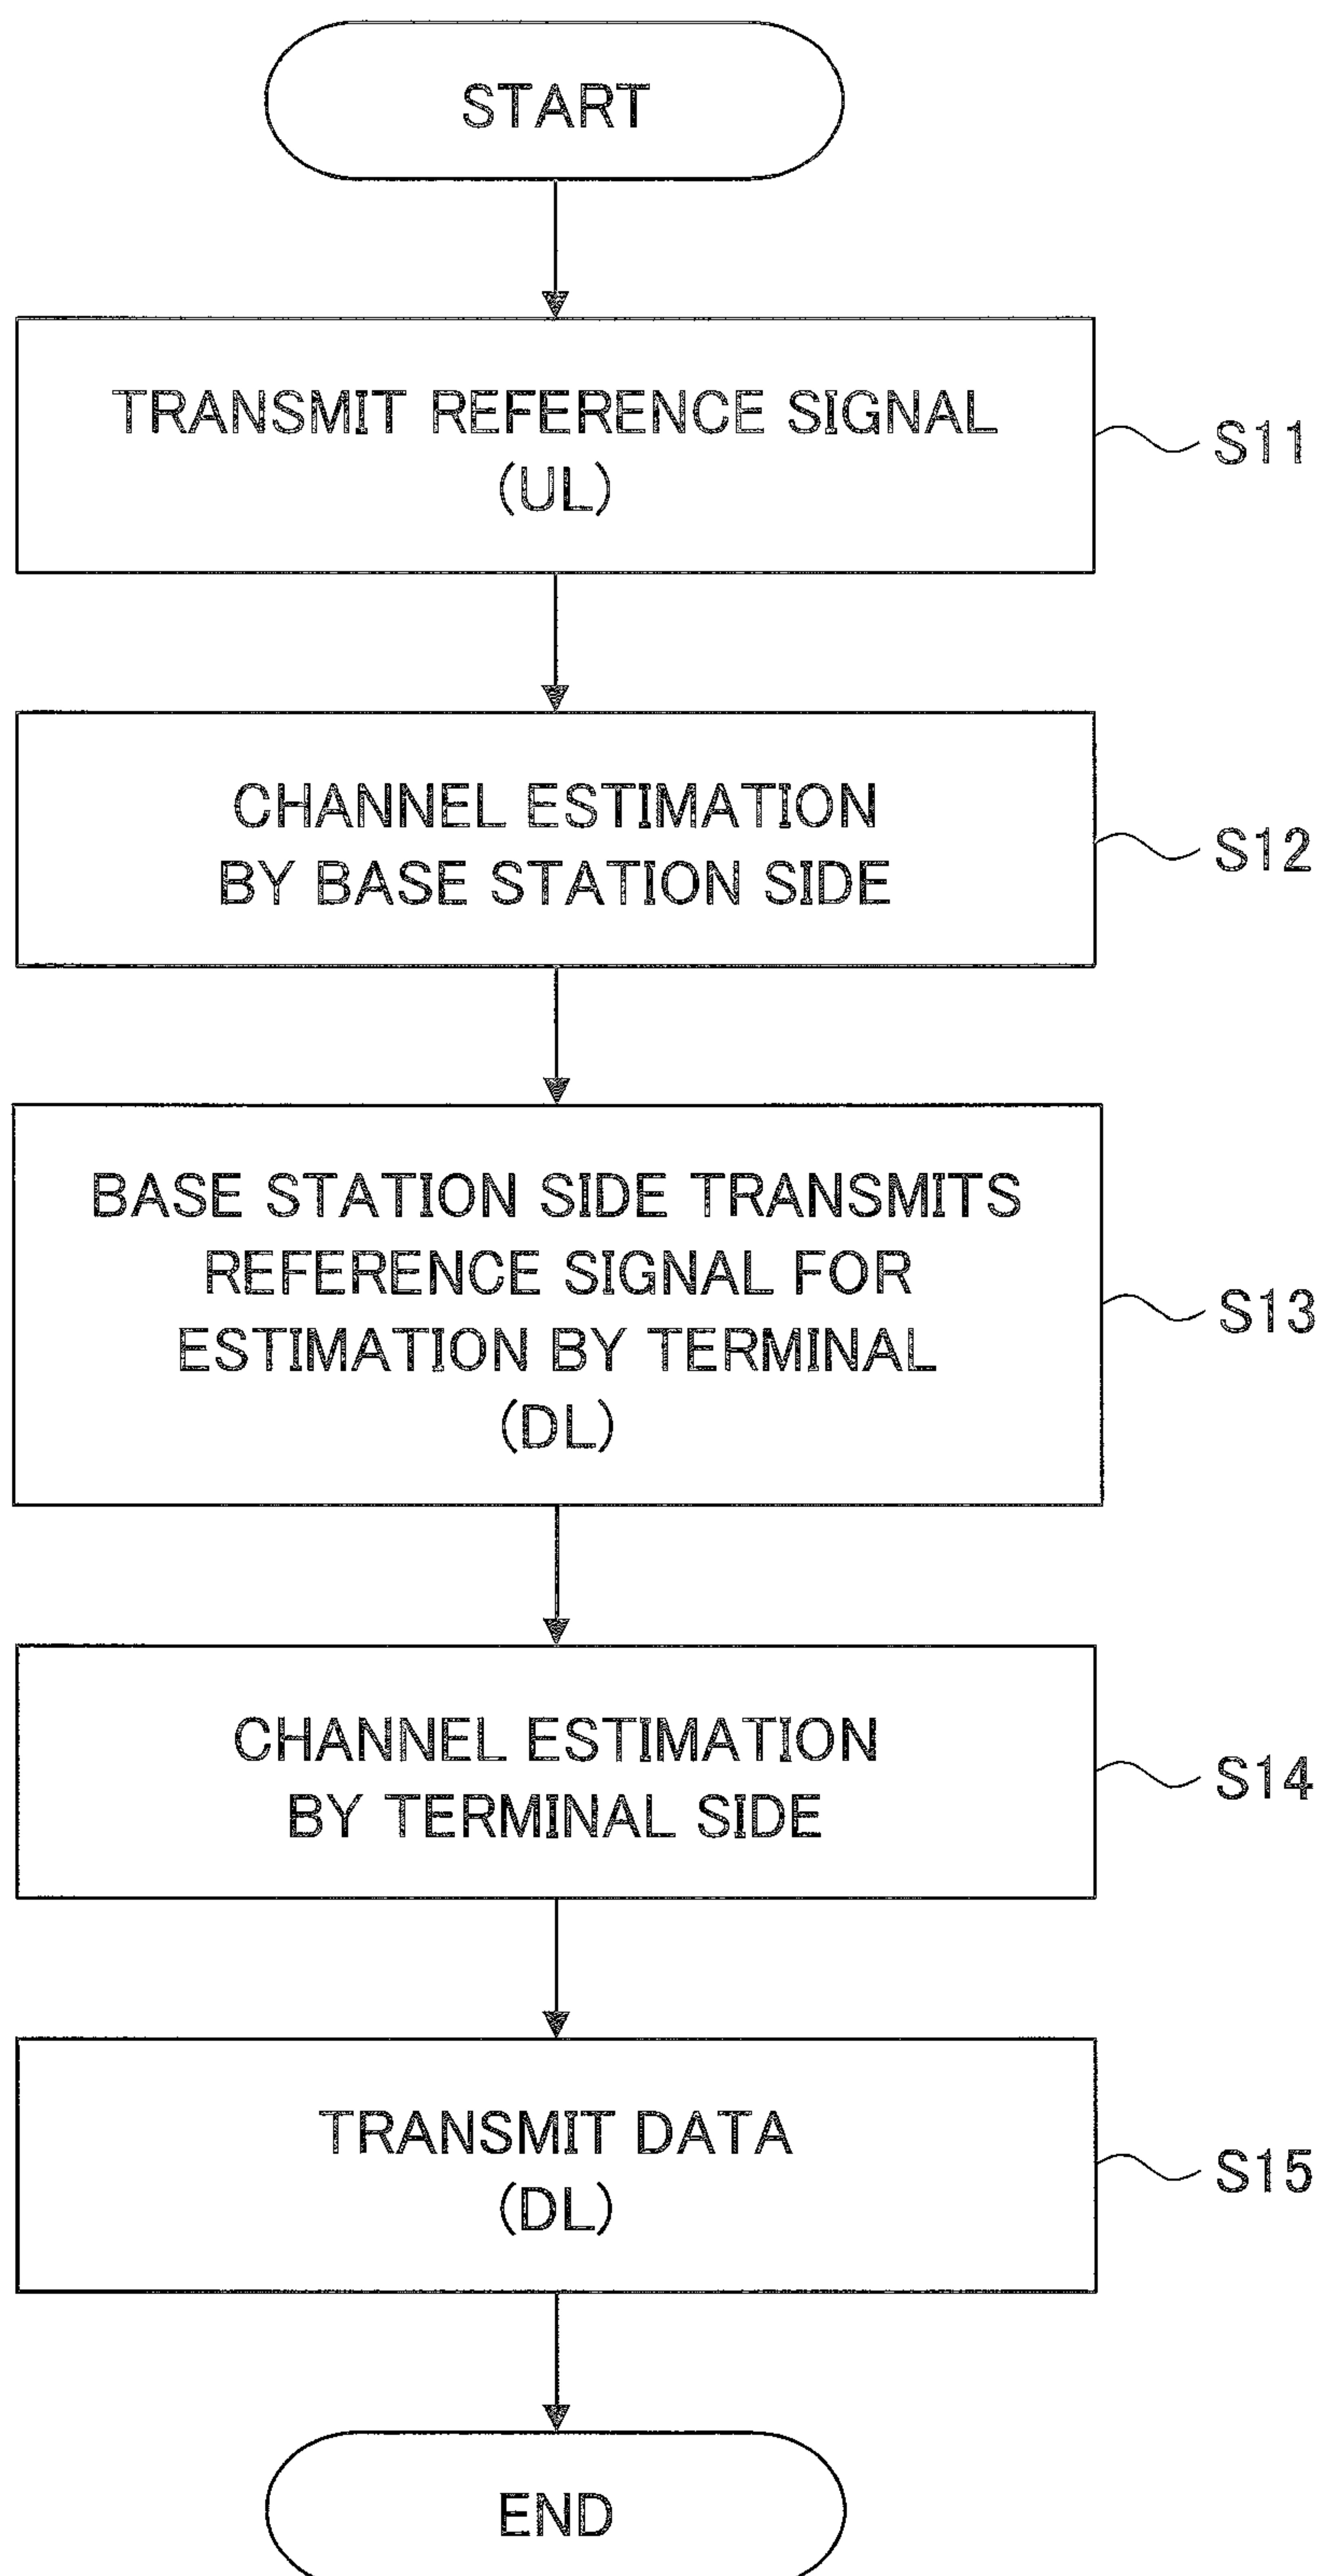 START
TRANSMIT REFERENCE SIGNAL
(UL)
S11
CHANNEL ESTIMATION
BY BASE STATION SIDE
S12
BASE STATION SIDE TRANSMITS
REFERENCE SIGNAL FOR
ESTIMATION BY TERMINAL
(DL)
S13
CHANNEL ESTIMATION
BY TERMINAL SIDE
S14
TRANSMIT DATA
(DL)
S15
END